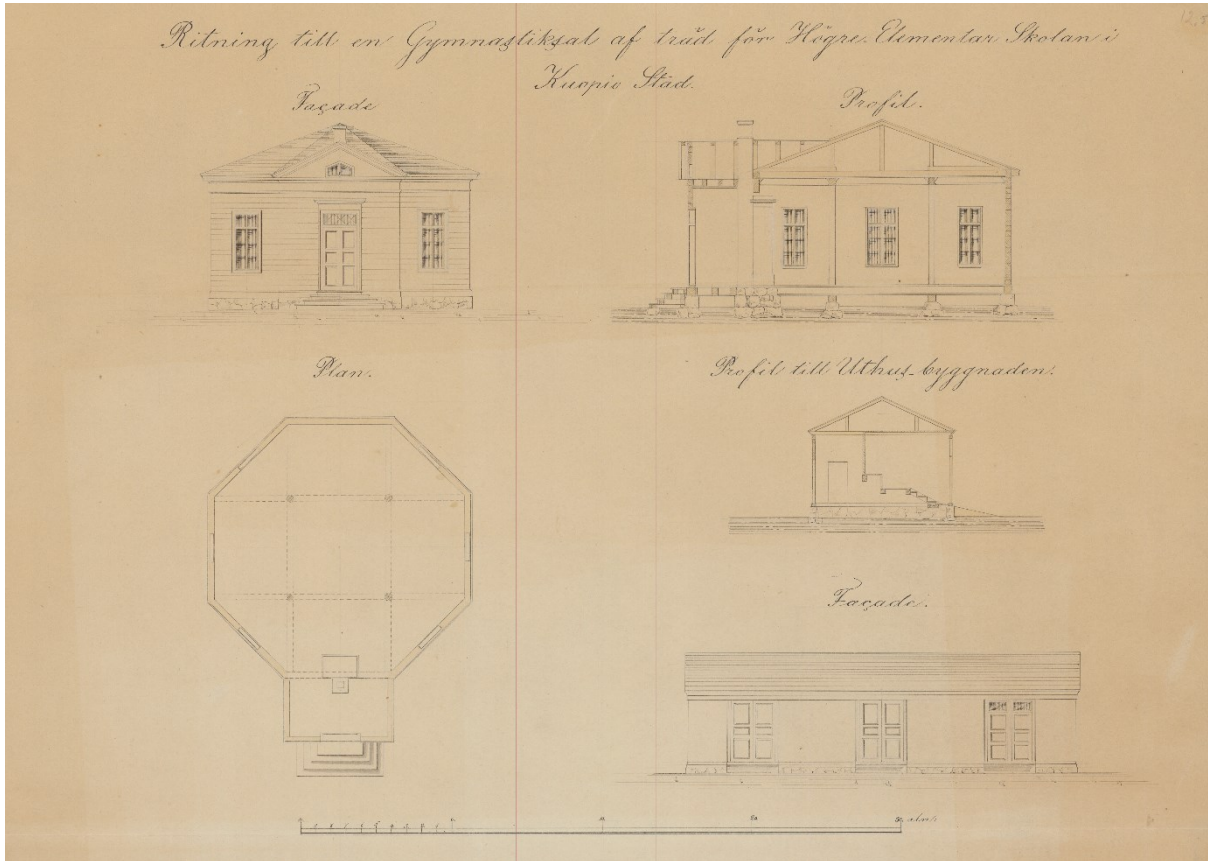 Ritning till en Gymnastiksal af träd för Högre Elementar Skolan i
Kuopio Stad.
Façade
Profil.
Plan.
Profil till Uthus-byggnaden.
Façade.